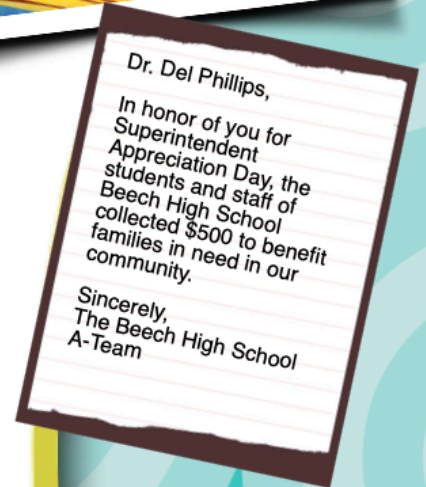 Dr. Del Phillips,
In honor of you for
Superintendent
Appreciation Day, the
students and staff of
Beech High School
collected $500 to benefit
families in need in our
community.
Sincerely,
The Beech High School
A-Team